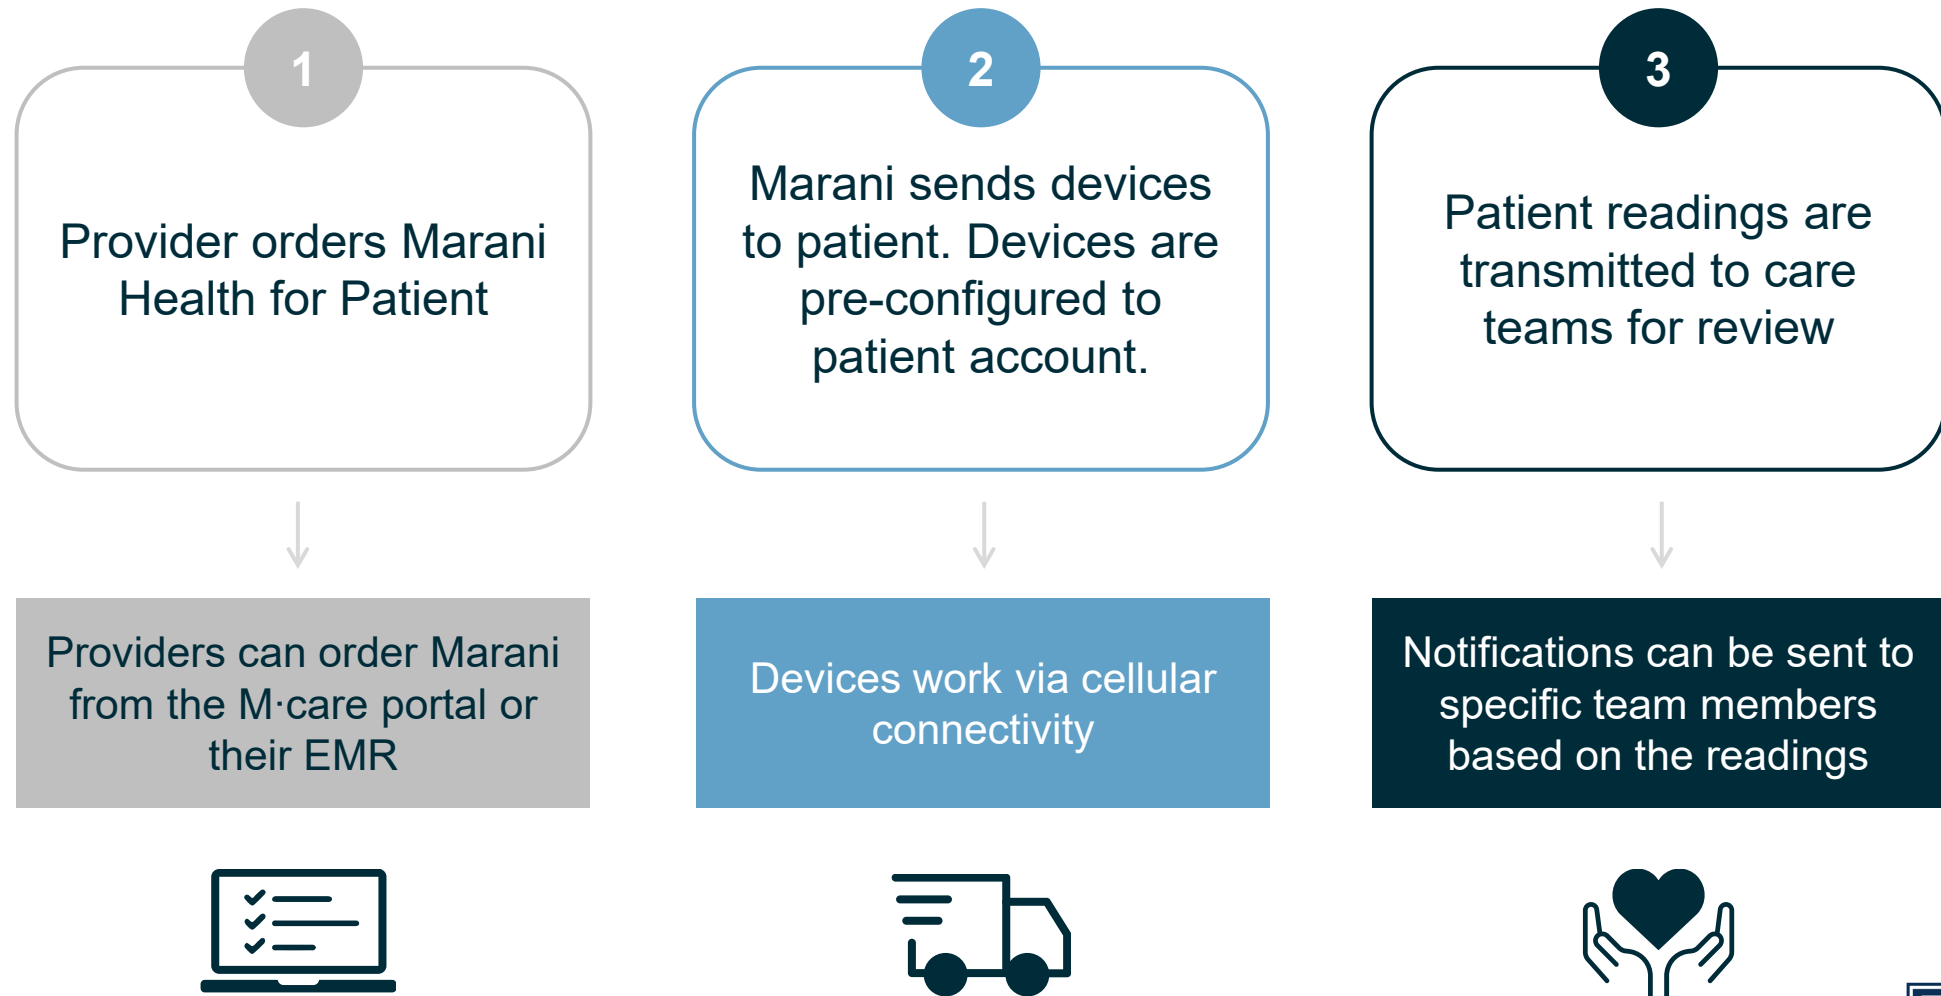 1
Provider orders Marani
Health for Patient
Providers can order Marani
from the M·care portal or
their EMR
2
Marani sends devices
to patient. Devices are
pre-configured to
patient account.
Devices work via cellular
connectivity
3
Patient readings are
transmitted to care
teams for review
Notifications can be sent to
specific team members
based on the readings